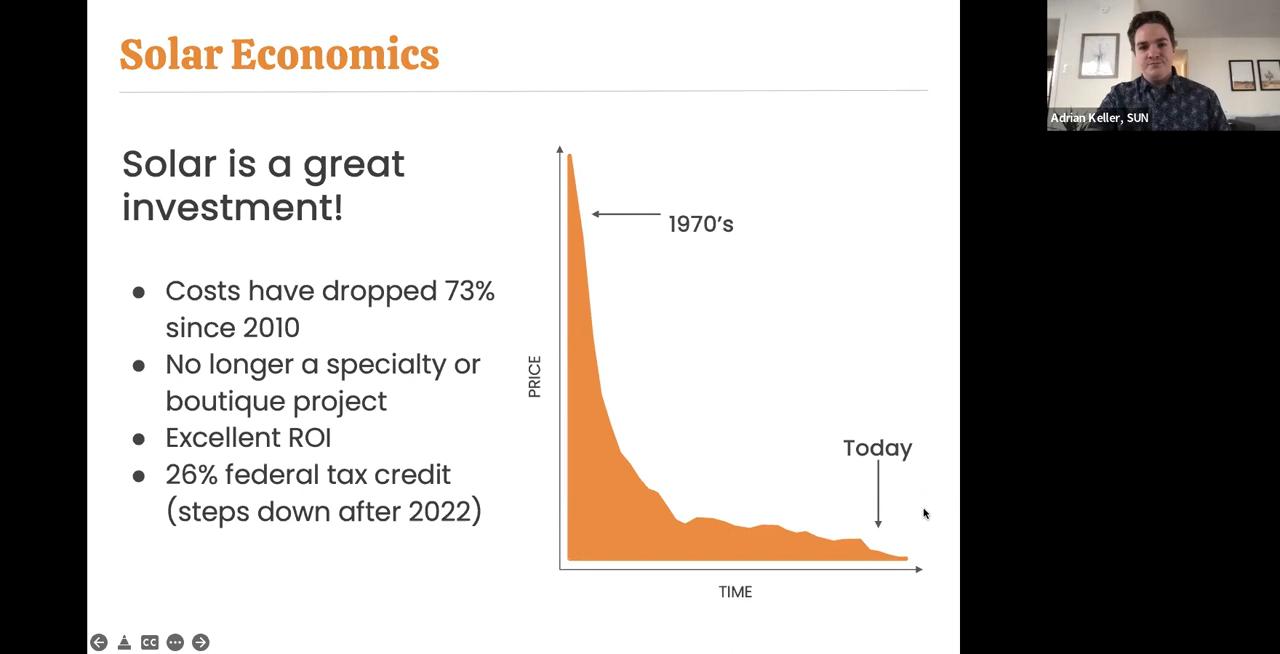 Solar Economics
Solar is a great
investment!
● Costs have dropped 73%
since 2010
● No longer a specialty or
boutique project
● Excellent ROI
● 26% federal tax credit
(steps down after 2022)
1970's
PRICE
Today
TIME
CC
Adrian Keller, SUN